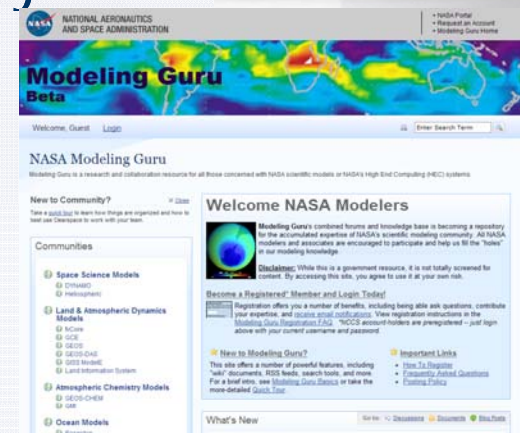 NASA
NATIONAL AERONAUTICS
AND SPACE ADMINISTRATION
+ NASA Portal
+ Request an Account
+ Modeling Guru Home
Modeling Guru
Beta
Welcome, Guest Login
Enter Search Term
NASA Modeling Guru
Modeling Guru is a research and collaboration resource for all those concerned with NASA scientific models or NASA's High End Computing (HEC) systems.
New to Community?
Close
Take a quick tour to learn how things are organized and how to
best use Clearspace to work with your team.
Communities
Space Science Models
DYNAMO
Heliospheric
Land & Atmospheric Dynamics
Models
fvCore
GCE
GEOS
GEOS-DAS
GISS ModelE
Land Information System
Atmospheric Chemistry Models
GEOS-CHEM
GMI
Ocean Models
Welcome NASA Modelers
Modeling Guru's combined forums and knowledge base is becoming a repository
for the accumulated expertise of NASA's scientific modeling community. All NASA
modelers and associates are encouraged to participate and help us fill the "holes"
in our modeling knowledge.
Disclaimer: While this is a government resource, it is not totally screened for
content. By accessing this site, you agree to use it at your own risk.
Become a Registered* Member and Login Today!
Registration offers you a number of benefits, including being able ask questions, contribute
your expertise, and receive email notifications. View registration instructions in the
Modeling Guru Registration FAQ. *NCCS account-holders are preregistered -- just login
above with your current username and password.
New to Modeling Guru?
This site offers a number of powerful features, including
"wiki" documents, RSS feeds, search tools, and more.
For a brief intro, see Modeling Guru Basics or take the
more-detailed Quick Tour.
Important Links
How To Register
Frequently Asked Questions
Posting Policy
What's New
Go to: Discussions Documents Blog Posts